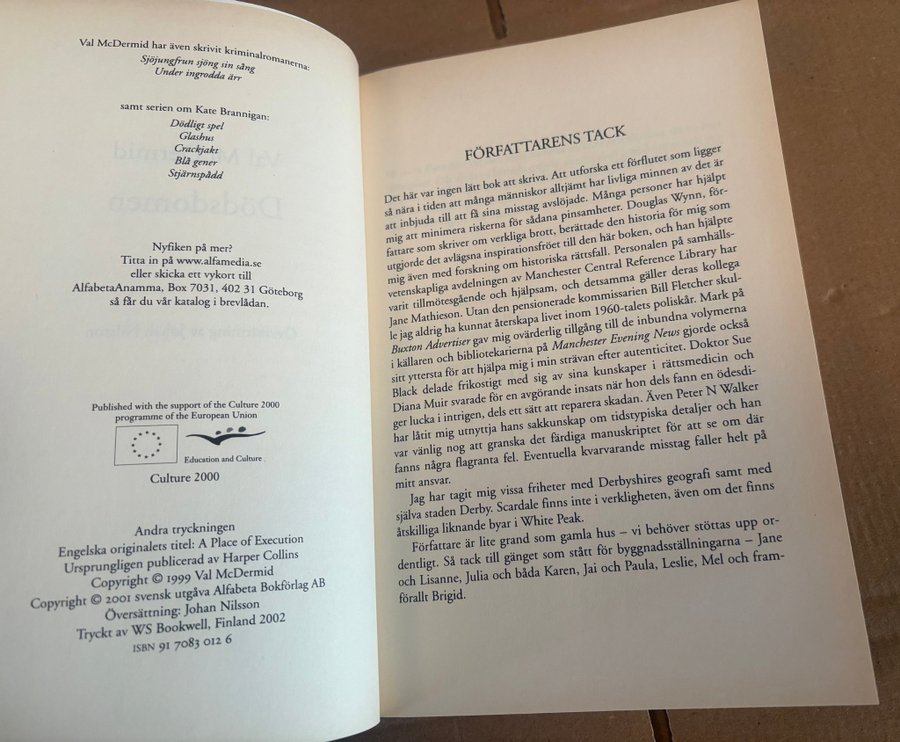 Val McDermid har även skrivit kriminalromanerna:
Sjöjungfrun sjöng sin sång
Under ingrodda ärr
samt serien om Kate Brannigan:
Dödligt spel
Glashus
Crackjakt
Blå gener
Stjärnspådd
Nyfiken på mer?
Titta in på www.alfamedia.se
eller skicka ett vykort till
AlfabetaAnamma, Box 7031, 402 31 Göteborg
så får du vår katalog i brevlådan.
Published with the support of the Culture 2000
programme of the European Union
Education and Culture
Culture 2000
Andra tryckningen
Engelska originalets titel: A Place of Execution
Ursprungligen publicerad av Harper Collins
Copyright © 1999 Val McDermid
Copyright © 2001 svensk utgåva Alfabeta Bokförlag AB
Översättning: Johan Nilsson
Tryckt av WS Bookwell, Finland 2002
ISBN 91 7083 012 6
FÖRFATTARENS TACK
Det här var ingen lätt bok att skriva. Att utforska ett förflutet som ligger
så nära i tiden att många människor alltjämt har livliga minnen av det är
att inbjuda till att få sina misstag avslöjade. Många personer har hjälpt
mig att minimera riskerna för sådana pinsamheter. Douglas Wynn, för-
fattare som skriver om verkliga brott, berättade den historia för mig som
utgjorde det avlägsna inspirationsfröet till den här boken, och han hjälpte
mig även med forskning om historiska rättsfall. Personalen på samhälls-
vetenskapliga avdelningen av Manchester Central Reference Library har
varit tillmötesgående och hjälpsam, och detsamma gäller deras kollega
Jane Mathieson. Utan den pensionerade kommissarien Bill Fletcher skul-
le jag aldrig ha kunnat återskapa livet inom 1960-talets poliskår. Mark på
Buxton Advertiser gav mig ovärderlig tillgång till de inbundna volymerna
i källaren och bibliotekarierna på Manchester Evening News gjorde också
sitt yttersta för att hjälpa mig i min strävan efter autenticitet. Doktor Sue
Black delade frikostigt med sig av sina kunskaper i rättsmedicin och
Diana Muir svarade för en avgörande insats när hon dels fann en ödesdi-
ger lucka i intrigen, dels ett sätt att reparera skadan. Även Peter N Walker
har låtit mig utnyttja hans sakkunskap om tidstypiska detaljer och han
var vänlig nog att granska det färdiga manuskriptet för att se om där
fanns några flagranta fel. Eventuella kvarvarande misstag faller helt på
mitt ansvar.
Jag har tagit mig vissa friheter med Derbyshires geografi samt med
själva staden Derby. Scardale finns inte i verkligheten, även om det finns
åtskilliga liknande byar i White Peak.
Författare är lite grand som gamla hus – vi behöver stöttas upp or-
dentligt. Så tack till gänget som stått för byggnadsställningarna – Jane
och Lisanne, Julia och båda Karen, Jai och Paula, Leslie, Mel och fram-
förallt Brigid.